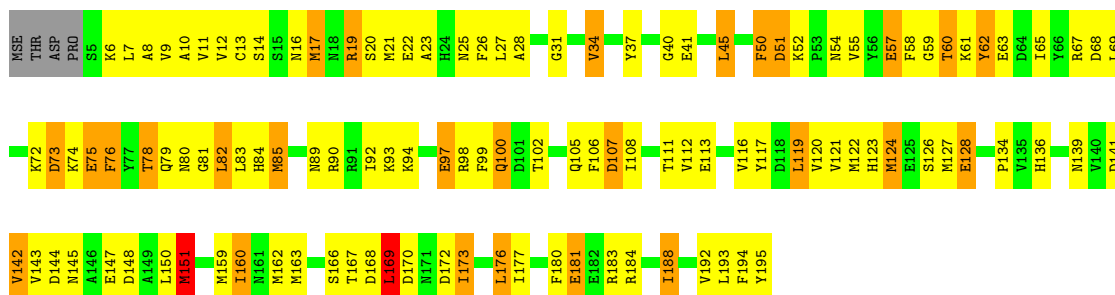 MSE THR ASP PRO S5 K6 L7 A8 V9 A10 V11 V12 C13 S14 S15 N16 M17 N18 R19 S20 M21 E22 A23 H24 N25 F26 L27 A28 G31 V34 Y37 G40 E41 L45 F50 D51 K52 P53 N54 V55 Y56 E57 F58 G59 T60 K61 Y62 E63 D64 I65 Y66 R67 D68
K72 D73 K74 E75 F76 Y77 T78 Q79 N80 G81 L82 L83 H84 M85 N89 R90 R91 I92 K93 K94 E97 R98 F99 Q100 D101 T102 Q105 F106 D107 I108 T111 V112 E113 V116 Y117 D118 L119 V120 V121 M122 H123 M124 E125 S126 M127 E128 P134 V135 H136 N139 V140
V142 V143 D144 N145 A146 E147 D148 A149 L150 M151 M159 I160 N161 M162 M163 S166 T167 D168 L169 D170 N171 D172 I173 L176 I177 F180 E181 E182 R183 R184 I188 V192 L193 F194 Y195